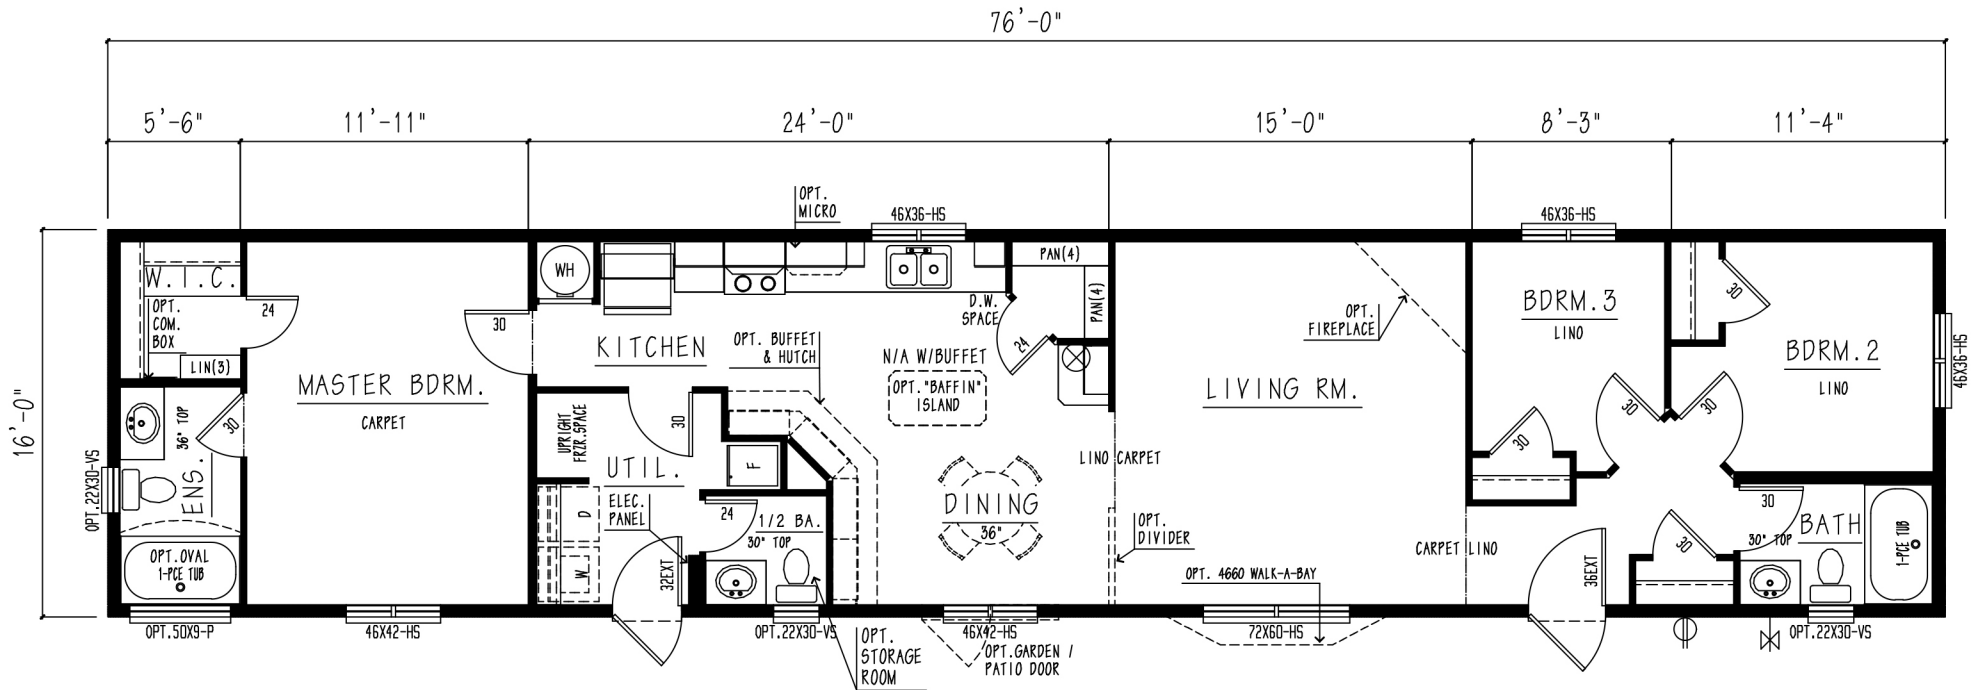 76'-0"
5'-6"
11'-11"
24'-0"
15'-0"
8'-3"
11'-4"
16'-0"
OPT.
MICRO
46X36-HS
46X36-HS
W.I.C.
OPT.
COM.
BOX
LIN(3)
24
30
WH
KITCHEN
OPT. BUFFET
& HUTCH
D.W.
SPACE
N/A W/BUFFET
OPT."BAFFIN"
ISLAND
PAN(4)
PAN(4)
24
OPT.
FIREPLACE
BDRM.3
LINO
30
BDRM.2
LINO
46X36-HS
MASTER BDRM.
CARPET
LIVING RM.
36" TOP
30
ENS.
OPT.22X30-VS
OPT.OVAL
1-PCE TUB
UPRIGHT
FRZR.SPACE
30
UTIL.
F
ELEC.
PANEL
D
W
32EXT
24
1/2 BA.
30" TOP
LINO CARPET
DINING
36"
OPT.
DIVIDER
OPT. 4660 WALK-A-BAY
30
30
30
CARPET LINO
36EXT
30
30
BATH
30" TOP
1-PCE TUB
OPT.50X9-P
46X42-HS
OPT.22X30-VS
OPT.
STORAGE
ROOM
46X42-HS
OPT.GARDEN /
PATIO DOOR
72X60-HS
OPT.22X30-VS